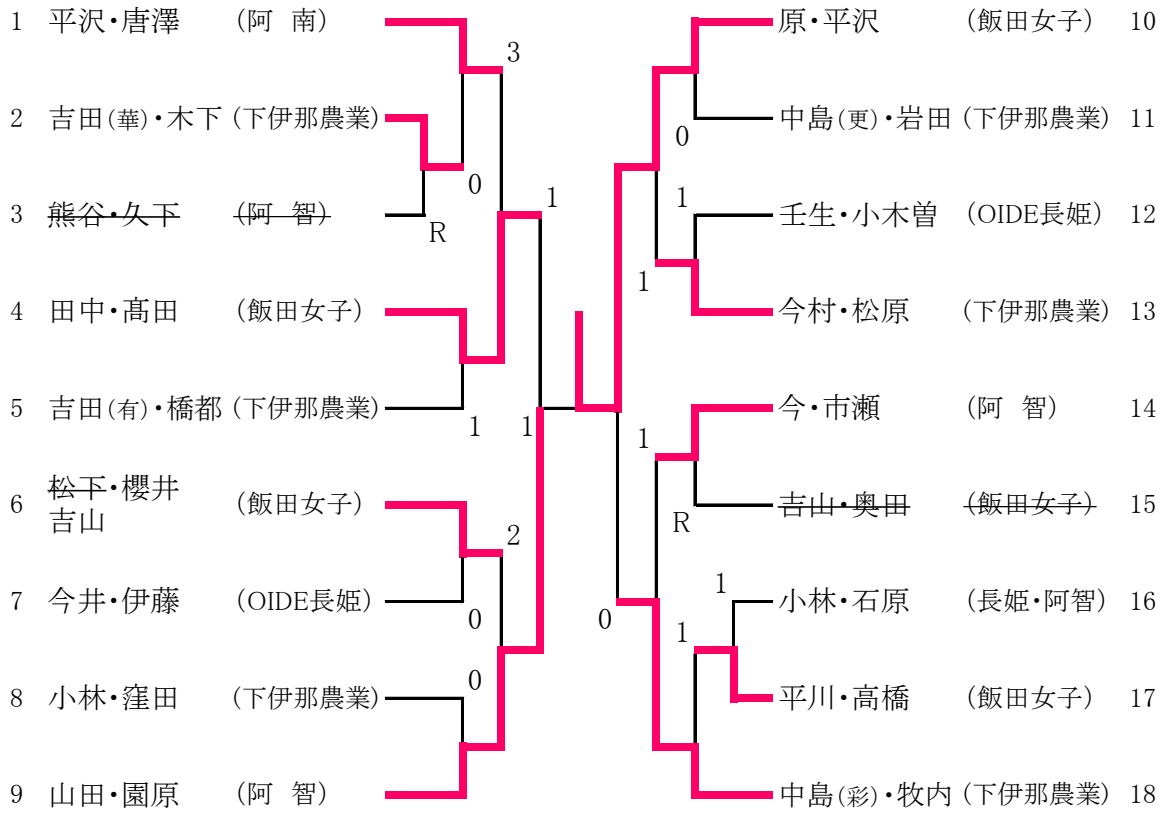 1 平沢・唐澤 (阿 南)
3
2 吉田(華)・木下 (下伊那農業)
0
1
3 熊谷・久下 (阿 智)
R
4 田中・髙田 (飯田女子)
5 吉田(有)・橋都 (下伊那農業)
1
1
松下・櫻井
6 (飯田女子)
吉山
2
7 今井・伊藤 (OIDE長姫)
0
0
8 小林・窪田 (下伊那農業)
9 山田・園原 (阿 智)
原・平沢 (飯田女子) 10
中島(更)・岩田 (下伊那農業) 11
0
1
壬生・小木曽 (OIDE長姫) 12
1
今村・松原 (下伊那農業) 13
今・市瀬 (阿 智) 14
1
吉山・奥田 (飯田女子) 15
R
1
小林・石原 (長姫・阿智) 16
0
1
平川・高橋 (飯田女子) 17
中島(彩)・牧内 (下伊那農業) 18